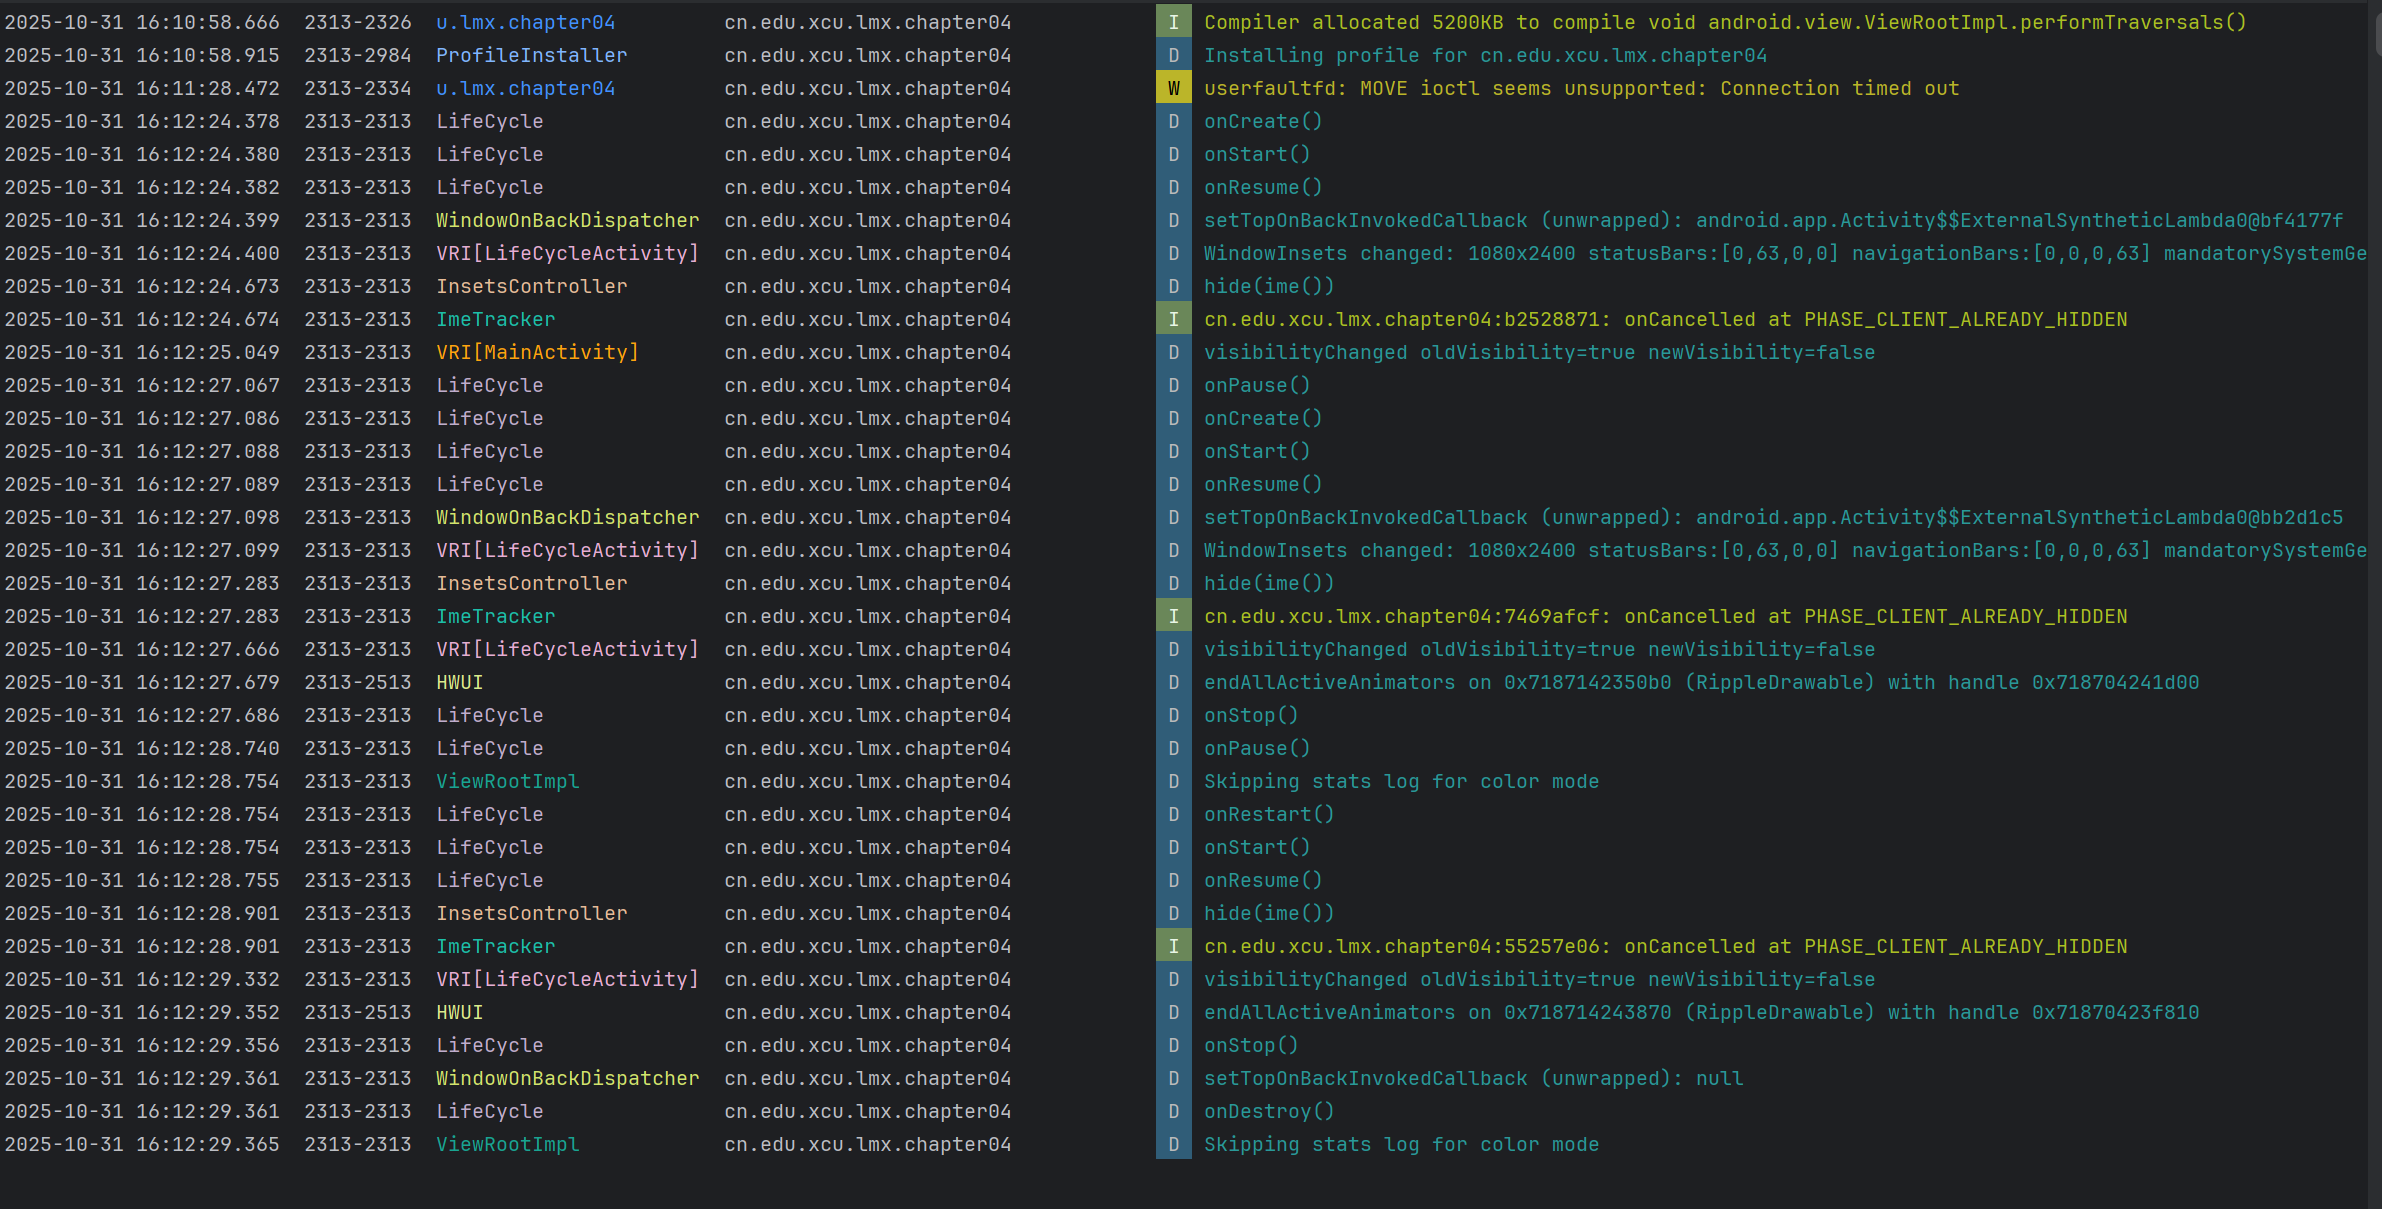 2025-10-31 16:10:58.666 2313-2326 u.lmx.chapter04 cn.edu.xcu.lmx.chapter04 I Compiler allocated 5200KB to compile void android.view.ViewRootImpl.performTraversals()
2025-10-31 16:10:58.915 2313-2984 ProfileInstaller cn.edu.xcu.lmx.chapter04 D Installing profile for cn.edu.xcu.lmx.chapter04
2025-10-31 16:11:28.472 2313-2334 u.lmx.chapter04 cn.edu.xcu.lmx.chapter04 W userfaultfd: MOVE ioctl seems unsupported: Connection timed out
2025-10-31 16:12:24.378 2313-2313 LifeCycle cn.edu.xcu.lmx.chapter04 D onCreate()
2025-10-31 16:12:24.380 2313-2313 LifeCycle cn.edu.xcu.lmx.chapter04 D onStart()
2025-10-31 16:12:24.382 2313-2313 LifeCycle cn.edu.xcu.lmx.chapter04 D onResume()
2025-10-31 16:12:24.399 2313-2313 WindowOnBackDispatcher cn.edu.xcu.lmx.chapter04 D setTopOnBackInvokedCallback (unwrapped): android.app.Activity$$ExternalSyntheticLambda0@bf4177f
2025-10-31 16:12:24.400 2313-2313 VRI[LifeCycleActivity] cn.edu.xcu.lmx.chapter04 D WindowInsets changed: 1080x2400 statusBars:[0,63,0,0] navigationBars:[0,0,0,63] mandatorySystemGe
2025-10-31 16:12:24.673 2313-2313 InsetsController cn.edu.xcu.lmx.chapter04 D hide(ime())
2025-10-31 16:12:24.674 2313-2313 ImeTracker cn.edu.xcu.lmx.chapter04 I cn.edu.xcu.lmx.chapter04:b2528871: onCancelled at PHASE_CLIENT_ALREADY_HIDDEN
2025-10-31 16:12:25.049 2313-2313 VRI[MainActivity] cn.edu.xcu.lmx.chapter04 D visibilityChanged oldVisibility=true newVisibility=false
2025-10-31 16:12:27.067 2313-2313 LifeCycle cn.edu.xcu.lmx.chapter04 D onPause()
2025-10-31 16:12:27.086 2313-2313 LifeCycle cn.edu.xcu.lmx.chapter04 D onCreate()
2025-10-31 16:12:27.088 2313-2313 LifeCycle cn.edu.xcu.lmx.chapter04 D onStart()
2025-10-31 16:12:27.089 2313-2313 LifeCycle cn.edu.xcu.lmx.chapter04 D onResume()
2025-10-31 16:12:27.098 2313-2313 WindowOnBackDispatcher cn.edu.xcu.lmx.chapter04 D setTopOnBackInvokedCallback (unwrapped): android.app.Activity$$ExternalSyntheticLambda0@bb2d1c5
2025-10-31 16:12:27.099 2313-2313 VRI[LifeCycleActivity] cn.edu.xcu.lmx.chapter04 D WindowInsets changed: 1080x2400 statusBars:[0,63,0,0] navigationBars:[0,0,0,63] mandatorySystemGe
2025-10-31 16:12:27.283 2313-2313 InsetsController cn.edu.xcu.lmx.chapter04 D hide(ime())
2025-10-31 16:12:27.283 2313-2313 ImeTracker cn.edu.xcu.lmx.chapter04 I cn.edu.xcu.lmx.chapter04:7469afcf: onCancelled at PHASE_CLIENT_ALREADY_HIDDEN
2025-10-31 16:12:27.666 2313-2313 VRI[LifeCycleActivity] cn.edu.xcu.lmx.chapter04 D visibilityChanged oldVisibility=true newVisibility=false
2025-10-31 16:12:27.679 2313-2513 HWUI cn.edu.xcu.lmx.chapter04 D endAllActiveAnimators on 0x7187142350b0 (RippleDrawable) with handle 0x718704241d00
2025-10-31 16:12:27.686 2313-2313 LifeCycle cn.edu.xcu.lmx.chapter04 D onStop()
2025-10-31 16:12:28.740 2313-2313 LifeCycle cn.edu.xcu.lmx.chapter04 D onPause()
2025-10-31 16:12:28.754 2313-2313 ViewRootImpl cn.edu.xcu.lmx.chapter04 D Skipping stats log for color mode
2025-10-31 16:12:28.754 2313-2313 LifeCycle cn.edu.xcu.lmx.chapter04 D onRestart()
2025-10-31 16:12:28.754 2313-2313 LifeCycle cn.edu.xcu.lmx.chapter04 D onStart()
2025-10-31 16:12:28.755 2313-2313 LifeCycle cn.edu.xcu.lmx.chapter04 D onResume()
2025-10-31 16:12:28.901 2313-2313 InsetsController cn.edu.xcu.lmx.chapter04 D hide(ime())
2025-10-31 16:12:28.901 2313-2313 ImeTracker cn.edu.xcu.lmx.chapter04 I cn.edu.xcu.lmx.chapter04:55257e06: onCancelled at PHASE_CLIENT_ALREADY_HIDDEN
2025-10-31 16:12:29.332 2313-2313 VRI[LifeCycleActivity] cn.edu.xcu.lmx.chapter04 D visibilityChanged oldVisibility=true newVisibility=false
2025-10-31 16:12:29.352 2313-2513 HWUI cn.edu.xcu.lmx.chapter04 D endAllActiveAnimators on 0x718714243870 (RippleDrawable) with handle 0x71870423f810
2025-10-31 16:12:29.356 2313-2313 LifeCycle cn.edu.xcu.lmx.chapter04 D onStop()
2025-10-31 16:12:29.361 2313-2313 WindowOnBackDispatcher cn.edu.xcu.lmx.chapter04 D setTopOnBackInvokedCallback (unwrapped): null
2025-10-31 16:12:29.361 2313-2313 LifeCycle cn.edu.xcu.lmx.chapter04 D onDestroy()
2025-10-31 16:12:29.365 2313-2313 ViewRootImpl cn.edu.xcu.lmx.chapter04 D Skipping stats log for color mode